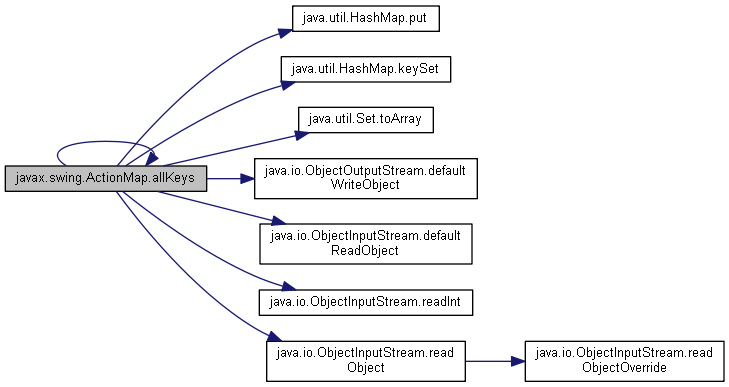 java.util.HashMap.put
java.util.HashMap.keySet
java.util.Set.toArray
javax.swing.ActionMap.allKeys
java.io.ObjectOutputStream.default
WriteObject
java.io.ObjectInputStream.default
ReadObject
java.io.ObjectInputStream.readInt
java.io.ObjectInputStream.read
Object
java.io.ObjectInputStream.read
ObjectOverride